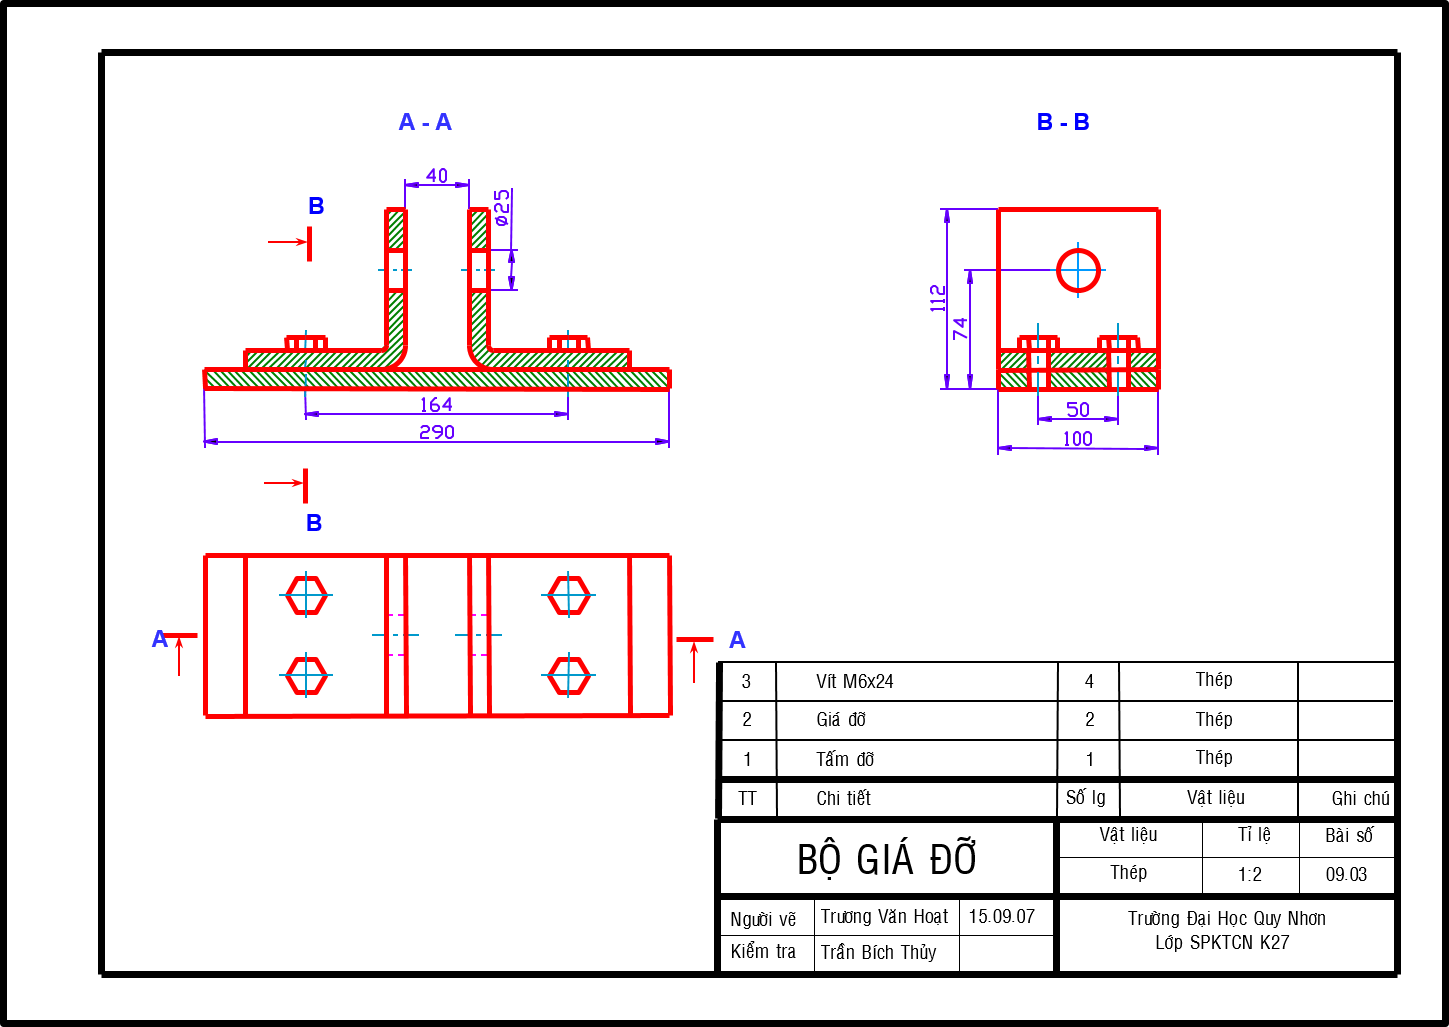 A - A
B - B
40
ø25
B
164
290
B
112
74
50
100
A
A
3 Vít M6x24 4 Thép
2 Giá đỡ 2 Thép
1 Tấm đỡ 1 Thép
TT Chi tiết Số lg Vật liệu Ghi chú
BỘ GIÁ ĐỠ
Vật liệu Tỉ lệ Bài số
Thép 1:2 09.03
Người vẽ Trương Văn Hoạt 15.09.07
Kiểm tra Trần Bích Thủy
Trường Đại Học Quy Nhơn
Lớp SPKTCN K27